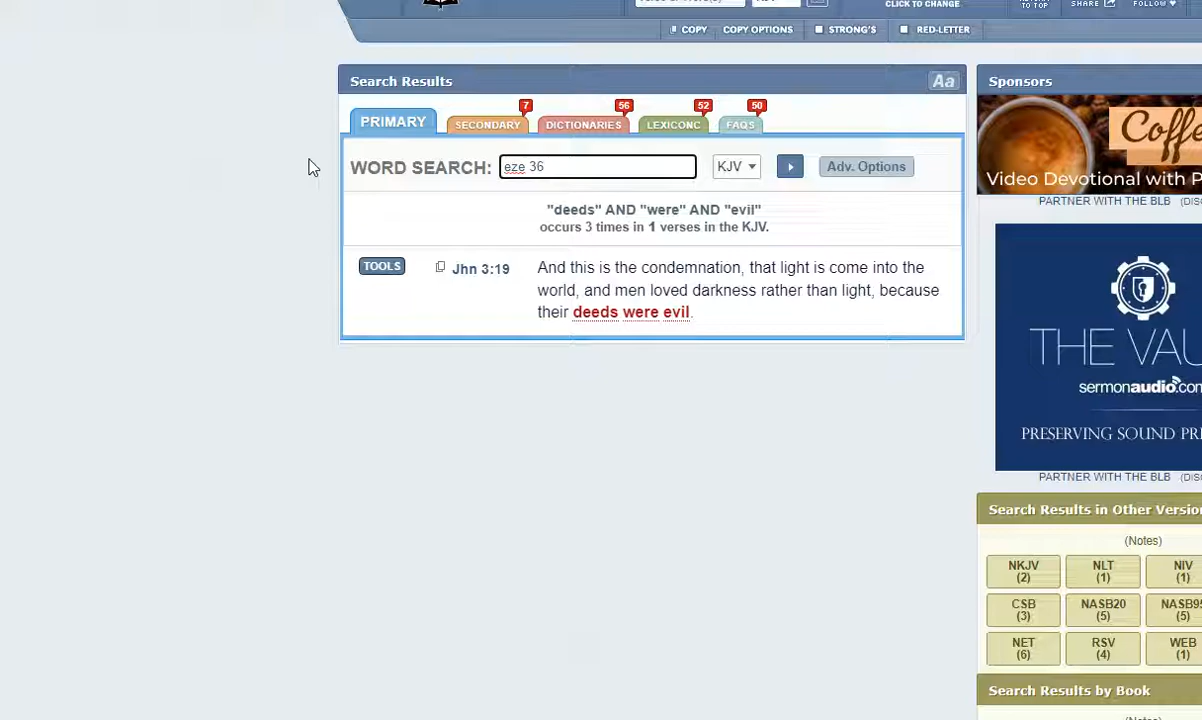 CLICK TO CHANGE
TO TOP
SHARE
FOLLOW
COPY
COPY OPTIONS
STRONG'S
RED-LETTER
Search Results
Aa
Sponsors
PRIMARY
SECONDARY
7
DICTIONARIES
56
LEXICONC
52
FAQS
50
WORD SEARCH:
eze 36
KJV
Adv. Options
"deeds" AND "were" AND "evil"
occurs 3 times in 1 verses in the KJV.
TOOLS
Jhn 3:19
And this is the condemnation, that light is come into the
world, and men loved darkness rather than light, because
their deeds were evil.
Coffe
Video Devotional with P
PARTNER WITH THE BLB (DIS
THE VAU
sermonaudio.com
PRESERVING SOUND PRE
PARTNER WITH THE BLB (DIS
Search Results in Other Version
(Notes)
NKJV
(2)
NLT
(1)
NIV
(1)
CSB
(3)
NASB20
(5)
NASB95
(5)
NET
(6)
RSV
(4)
WEB
(1)
Search Results by Book